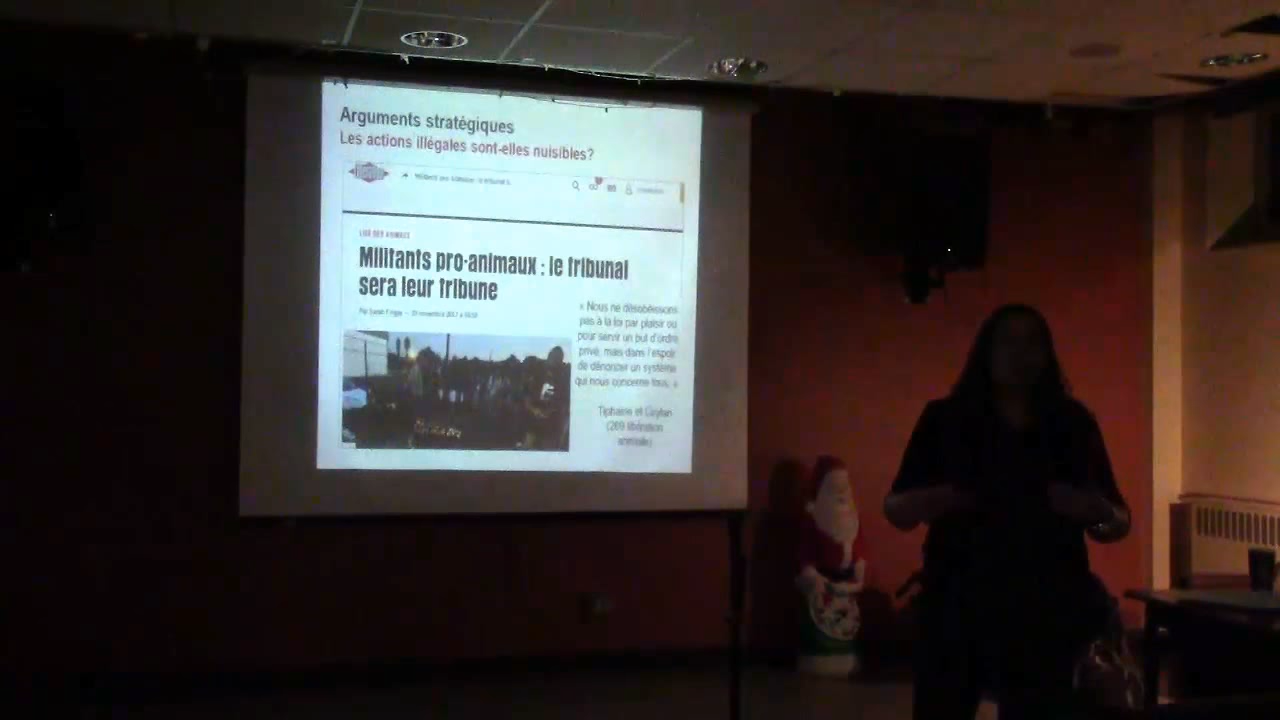 Arguments stratégiques
Les actions illégales sont-elles nuisibles?
Militants pro-animaux : le tribunal
sera leur tribune
« Nous ne désobéissons
pas à la loi par plaisir ou
pour servir un but d'ordre
privé, mais dans l'espoir
de dénoncer un système
qui nous concerne tous. »
Tiphaine et Ceylan
(269 libération
animale)